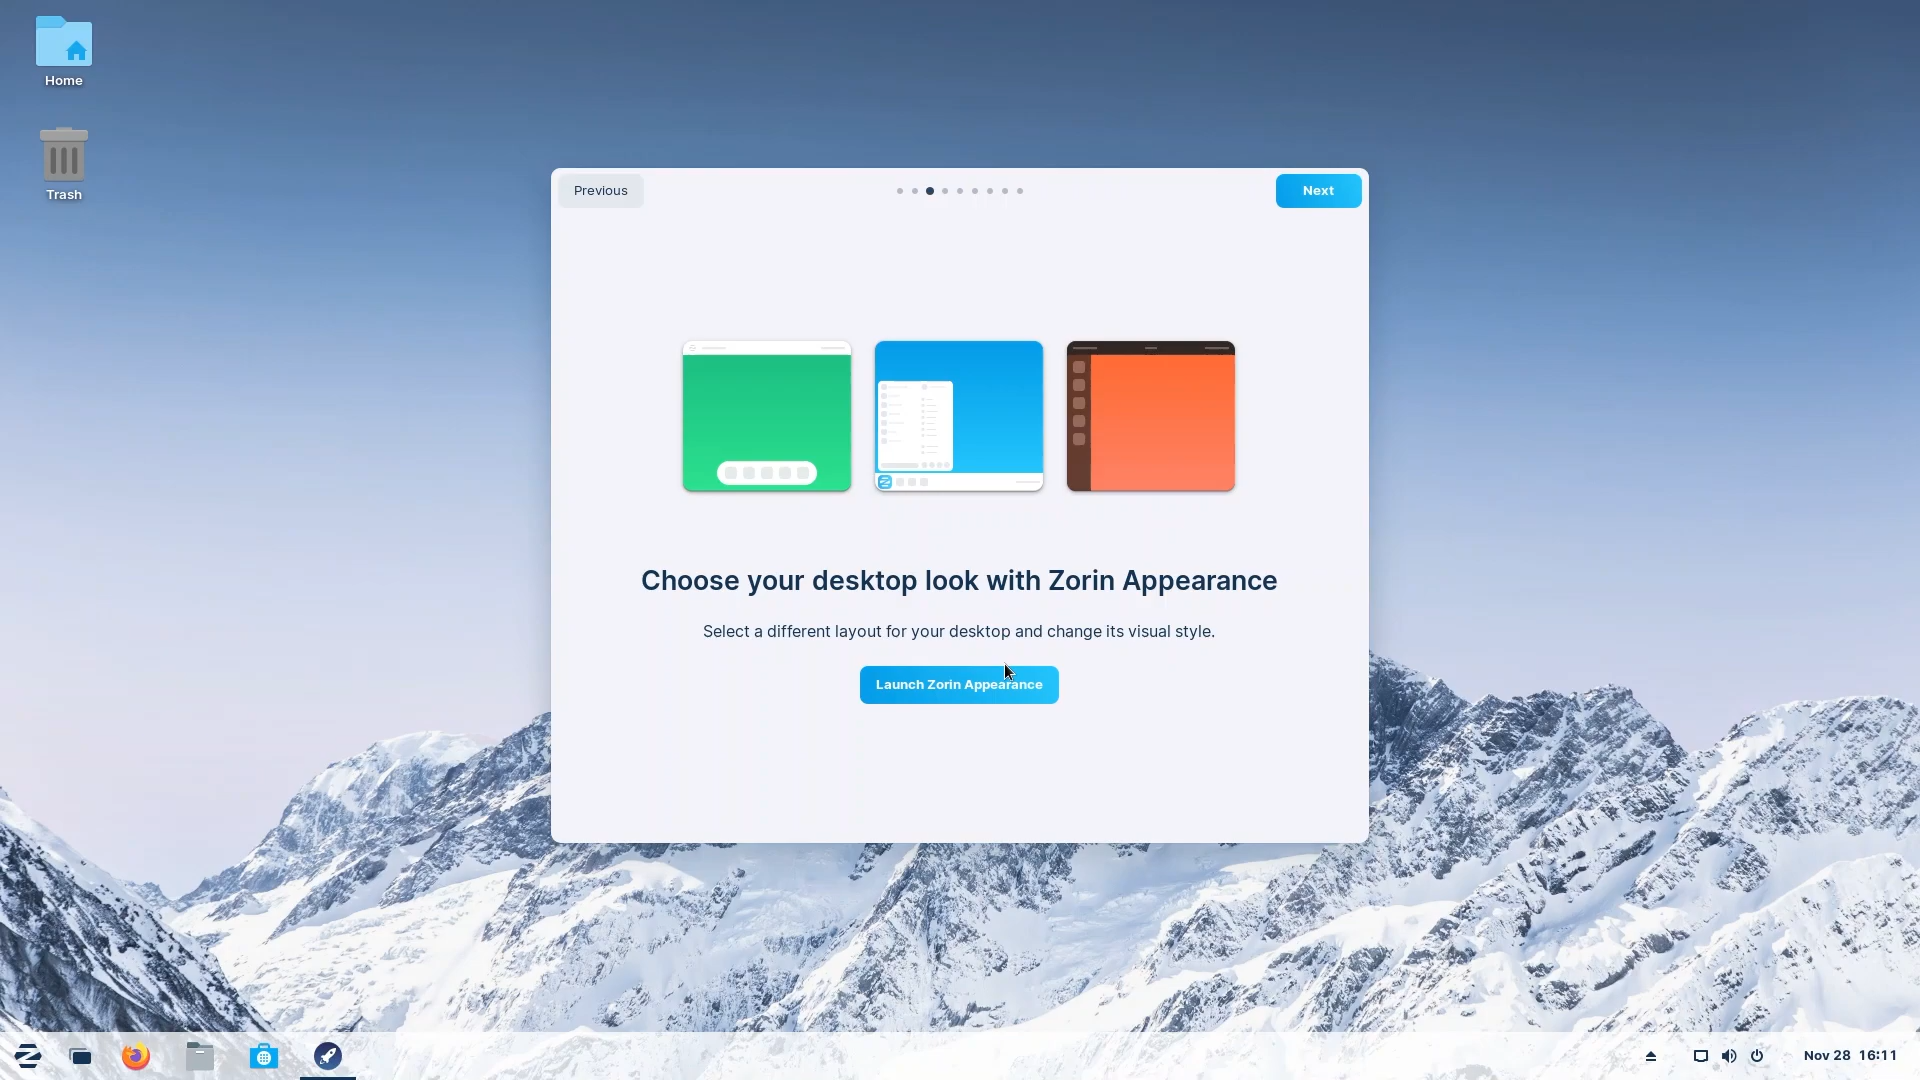 Home
Trash
Previous
Next
Choose your desktop look with Zorin Appearance
Select a different layout for your desktop and change its visual style.
Launch Zorin Appearance
Nov 28 16:11